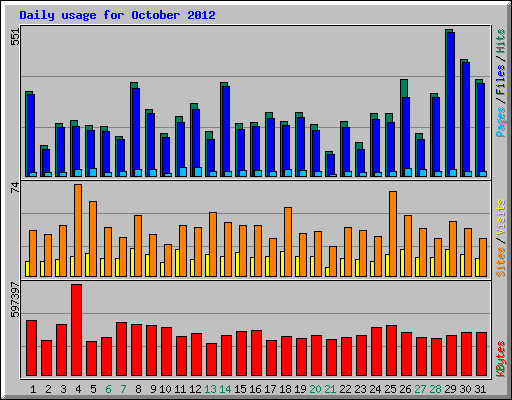 Daily usage for October 2012
551
Pages / Files / Hits
74
Sites / Visits
597397
KBytes
1 2 3 4 5 6 7 8 9 10 11 12 13 14 15 16 17 18 19 20 21 22 23 24 25 26 27 28 29 30 31